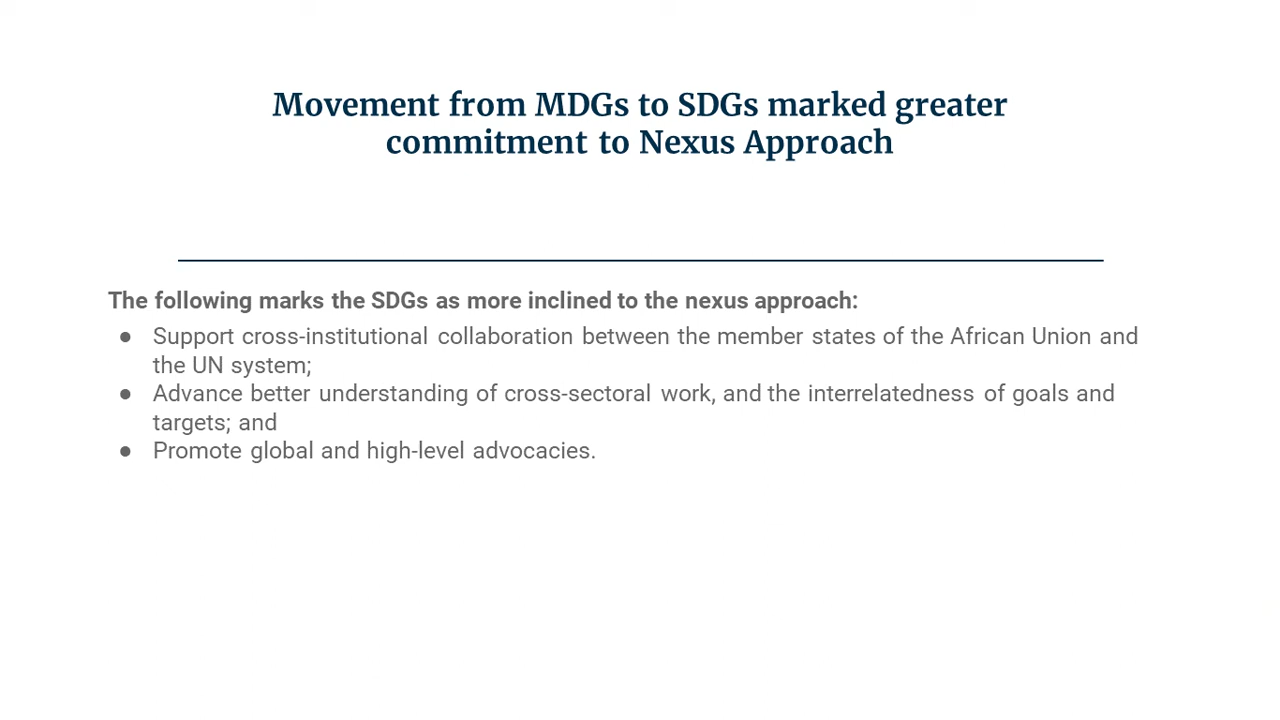 Movement from MDGs to SDGs marked greater
commitment to Nexus Approach
The following marks the SDGs as more inclined to the nexus approach:
● Support cross-institutional collaboration between the member states of the African Union and
the UN system;
● Advance better understanding of cross-sectoral work, and the interrelatedness of goals and
targets; and
● Promote global and high-level advocacies.